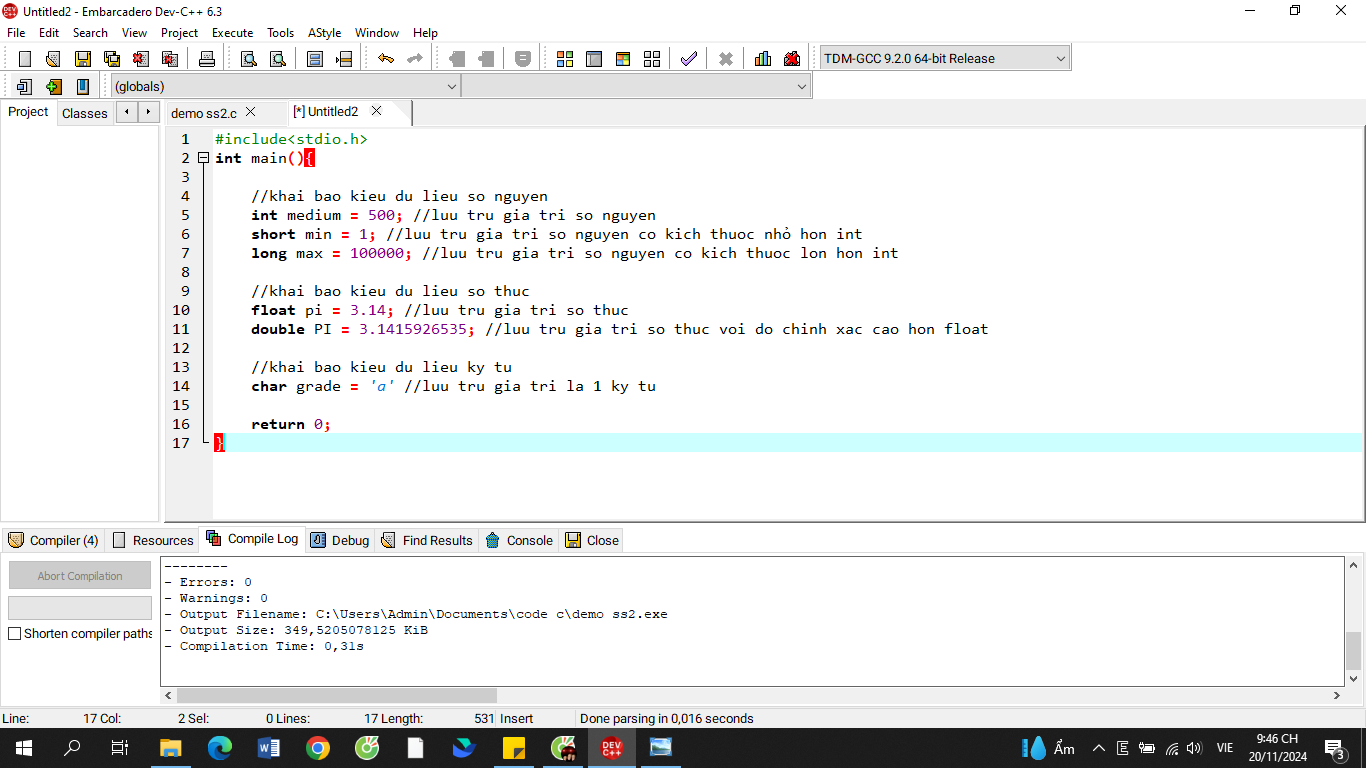 Untitled2 - Embarcadero Dev-C++ 6.3
File Edit Search View Project Execute Tools AStyle Window Help
TDM-GCC 9.2.0 64-bit Release
(globals)
Project Classes demo ss2.c [*] Untitled2
1 #include<stdio.h>
2 int main(){
3
4 //khai bao kieu du lieu so nguyen
5 int medium = 500; //luu tru gia tri so nguyen
6 short min = 1; //luu tru gia tri so nguyen co kich thuoc nhỏ hon int
7 long max = 100000; //luu tru gia tri so nguyen co kich thuoc lon hon int
8
9 //khai bao kieu du lieu so thuc
10 float pi = 3.14; //luu tru gia tri so thuc
11 double PI = 3.1415926535; //luu tru gia tri so thuc voi do chinh xac cao hon float
12
13 //khai bao kieu du lieu ky tu
14 char grade = 'a' //luu tru gia tri la 1 ky tu
15
16 return 0;
17 }
Compiler (4) Resources Compile Log Debug Find Results Console Close
Abort Compilation
Shorten compiler paths
--------
- Errors: 0
- Warnings: 0
- Output Filename: C:\Users\Admin\Documents\code c\demo ss2.exe
- Output Size: 349,5205078125 KiB
- Compilation Time: 0,31s
Line: 17 Col: 2 Sel: 0 Lines: 17 Length: 531 Insert Done parsing in 0,016 seconds
DEV C++
Ẩm
VIE
9:46 CH
20/11/2024
3